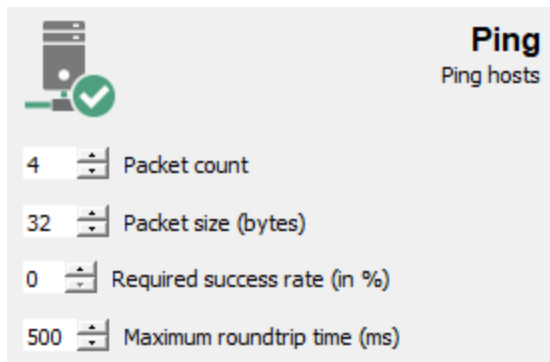 Ping
Ping hosts
4 Packet count
32 Packet size (bytes)
0 Required success rate (in %)
500 Maximum roundtrip time (ms)